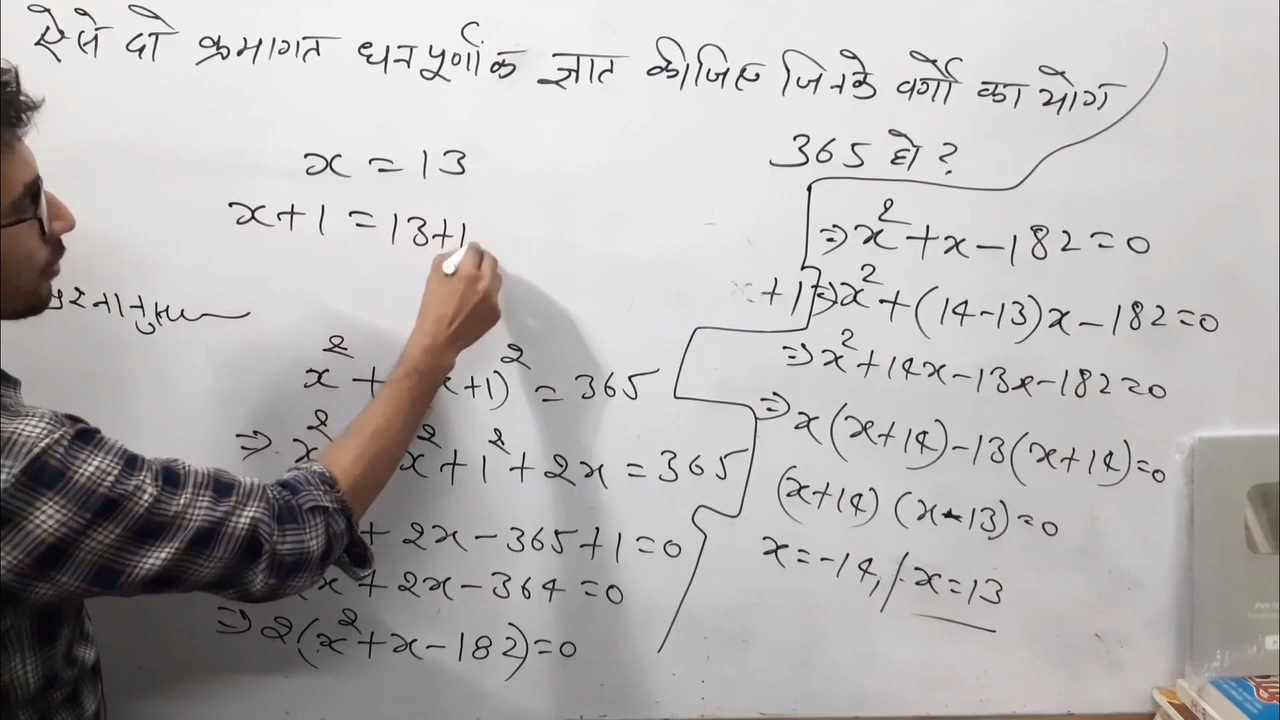 ऐसे दो क्रमागत धनपूर्णांक ज्ञात कीजिए जिनके वर्गों का योग
365 हो ?
x = 13
x+1 = 13+1
x² + (x+1)² = 365
⇒ x² x² + 1² + 2x = 365
+ 2x - 365 + 1 = 0
x + 2x - 364 = 0
⇒ 2(x² + x - 182) = 0
⇒ x² + x - 182 = 0
+1
⇒ x² + (14-13)x - 182 = 0
⇒ x² + 14x - 13x - 182 = 0
⇒ x(x+14) - 13(x+14) = 0
(x+14) (x-13) = 0
x = -14, / x = 13